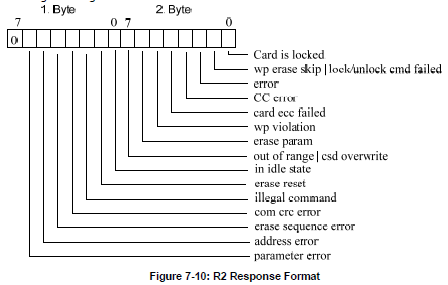 1. Byte 2. Byte
7 0 7 0
0
Card is locked
wp erase skip | lock/unlock cmd failed
error
CC error
card ecc failed
wp violation
erase param
out of range | csd overwrite
in idle state
erase reset
illegal command
com crc error
erase sequence error
address error
parameter error
Figure 7-10: R2 Response Format